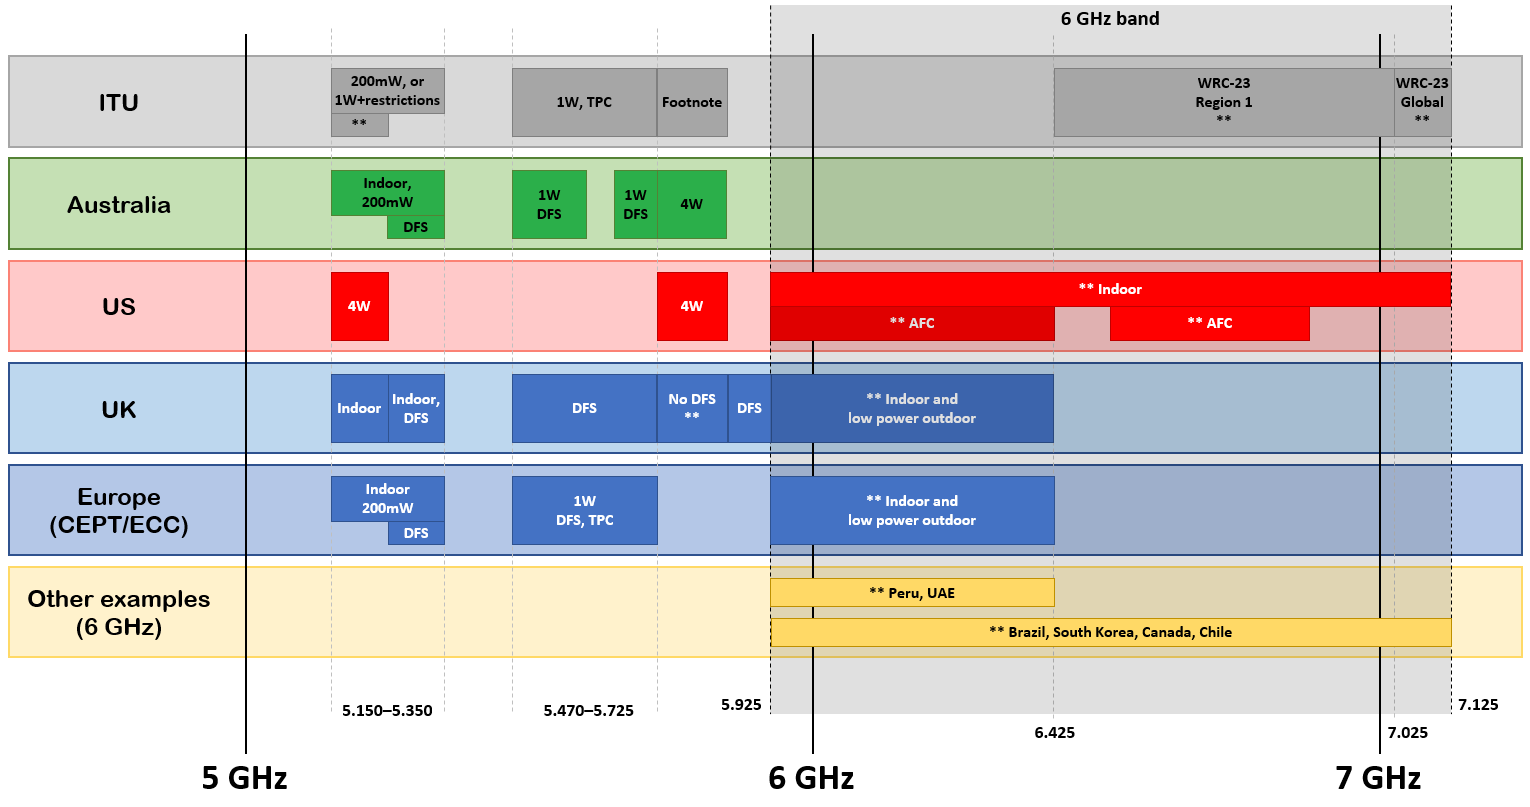 6 GHz band
ITU
200mW, or
1W+restrictions
**
1W, TPC
Footnote
WRC-23
Region 1
**
WRC-23
Global
**
Australia
Indoor,
200mW
DFS
1W
DFS
1W
DFS
4W
US
4W
4W
** Indoor
** AFC
** AFC
UK
Indoor
Indoor,
DFS
DFS
No DFS
**
DFS
** Indoor and
low power outdoor
Europe
(CEPT/ECC)
Indoor
200mW
DFS
1W
DFS, TPC
** Indoor and
low power outdoor
Other examples
(6 GHz)
** Peru, UAE
** Brazil, South Korea, Canada, Chile
5.150–5.350
5.470–5.725
5.925
6.425
7.025
7.125
5 GHz
6 GHz
7 GHz